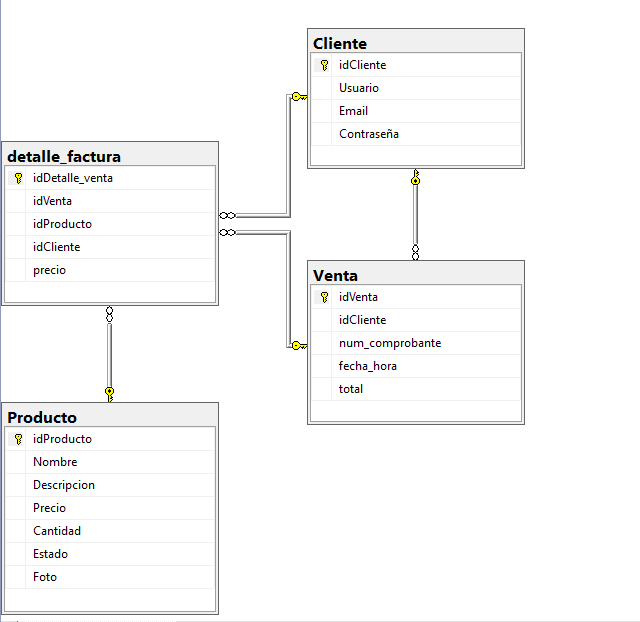 Cliente
idCliente
Usuario
Email
Contraseña
detalle_factura
idDetalle_venta
idVenta
idProducto
idCliente
precio
Venta
idVenta
idCliente
num_comprobante
fecha_hora
total
Producto
idProducto
Nombre
Descripcion
Precio
Cantidad
Estado
Foto